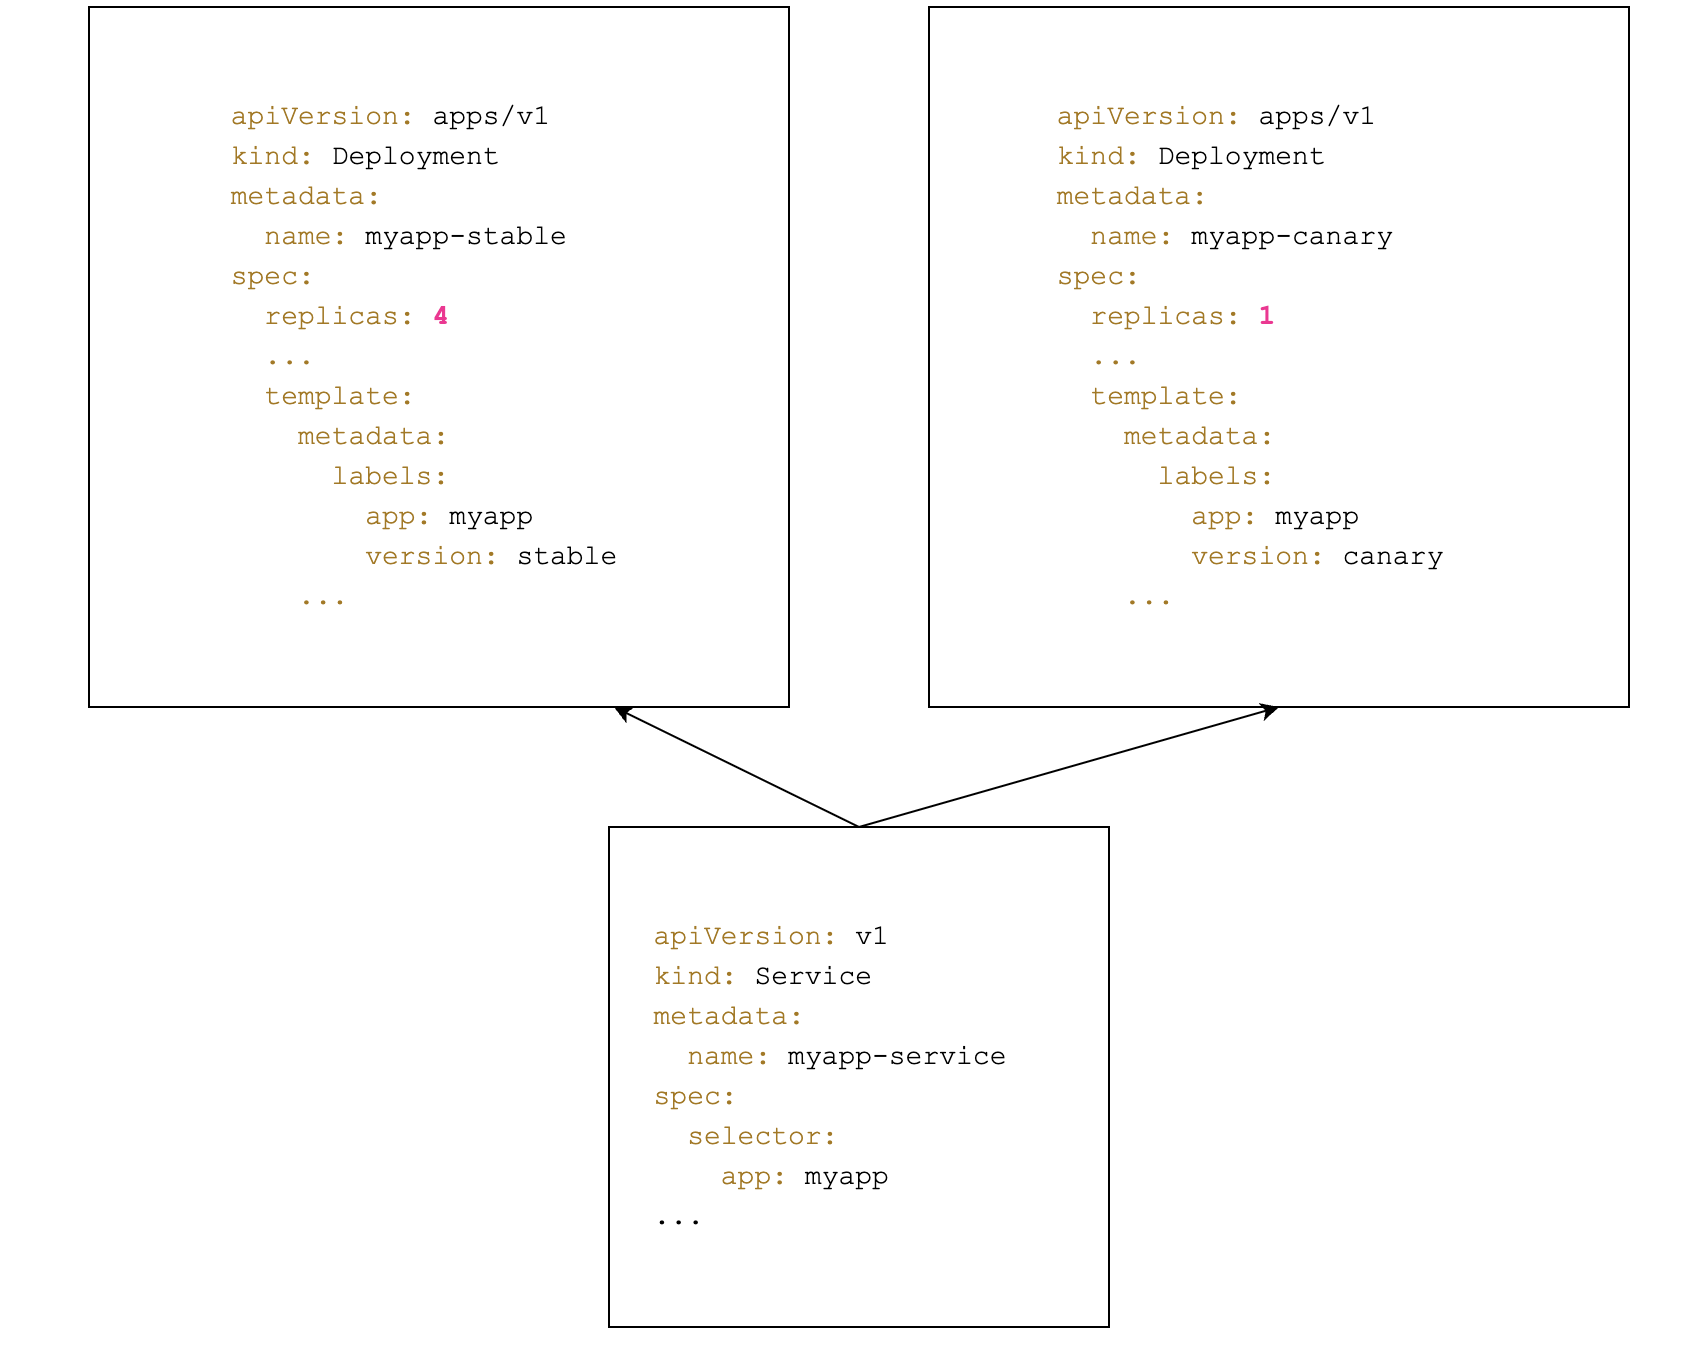 apiVersion: apps/v1
kind: Deployment
metadata:
  name: myapp-stable
spec:
  replicas: 4
  ...
  template:
    metadata:
      labels:
        app: myapp
        version: stable
    ...
apiVersion: apps/v1
kind: Deployment
metadata:
  name: myapp-canary
spec:
  replicas: 1
  ...
  template:
    metadata:
      labels:
        app: myapp
        version: canary
    ...
apiVersion: v1
kind: Service
metadata:
  name: myapp-service
spec:
  selector:
    app: myapp
...